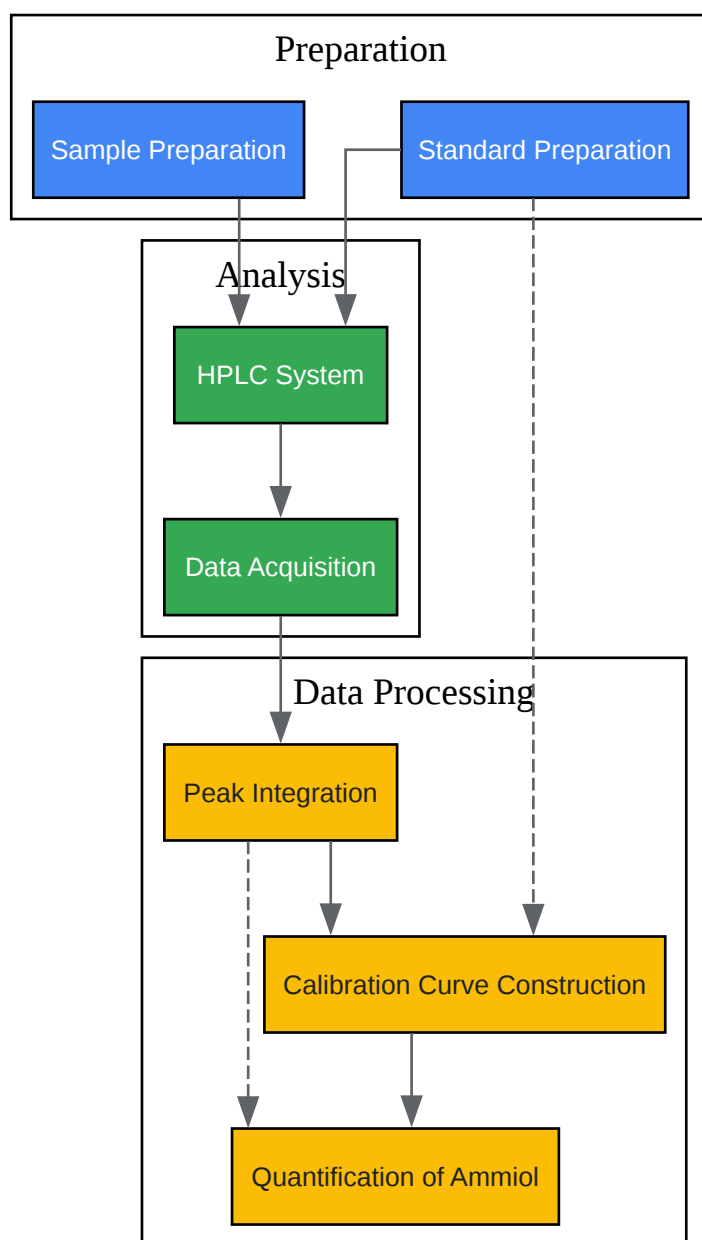 Preparation
Sample Preparation
Standard Preparation
Analysis
HPLC System
Data Acquisition
Data Processing
Peak Integration
Calibration Curve Construction
Quantification of Ammiol